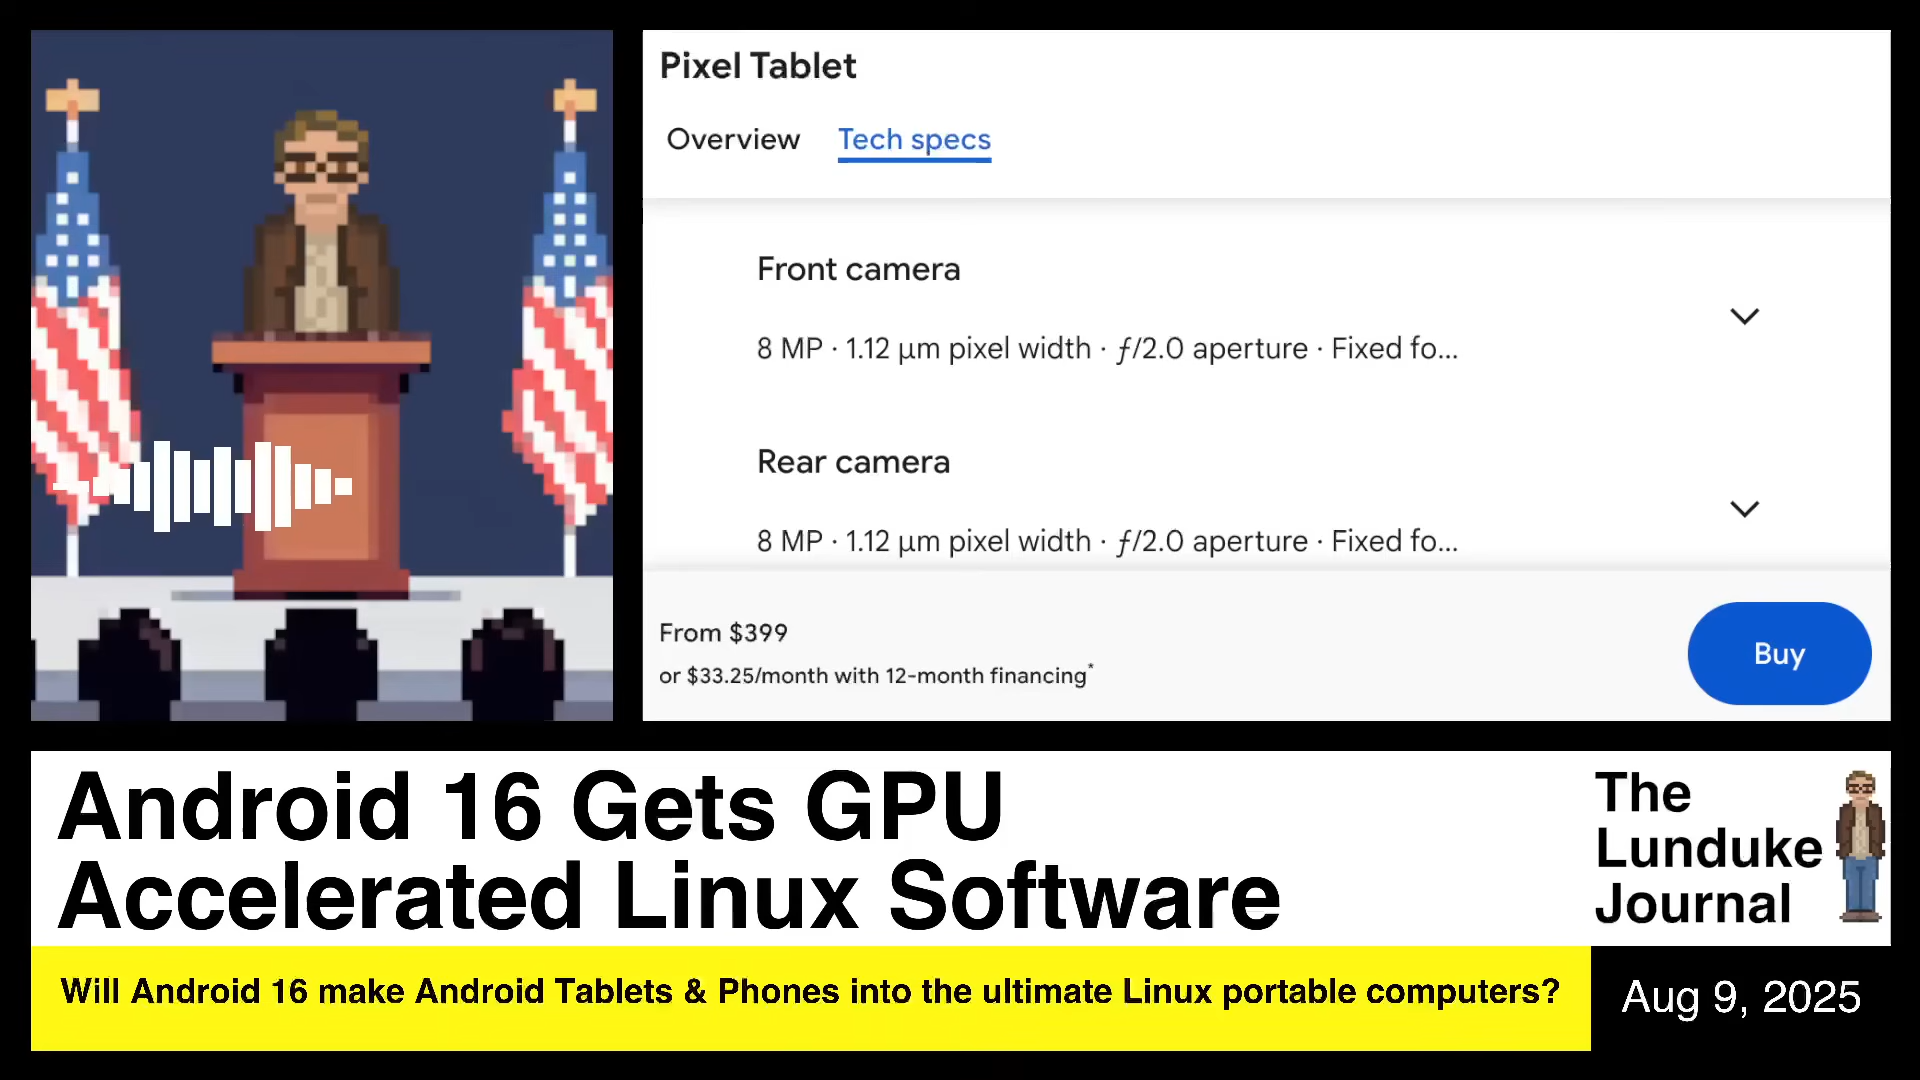 Pixel Tablet
Overview Tech specs
Front camera
8 MP · 1.12 μm pixel width · ƒ/2.0 aperture · Fixed fo...
Rear camera
8 MP · 1.12 μm pixel width · ƒ/2.0 aperture · Fixed fo...
From $399
or $33.25/month with 12-month financing*
Buy
Android 16 Gets GPU
Accelerated Linux Software
The
Lunduke
Journal
Will Android 16 make Android Tablets & Phones into the ultimate Linux portable computers?
Aug 9, 2025